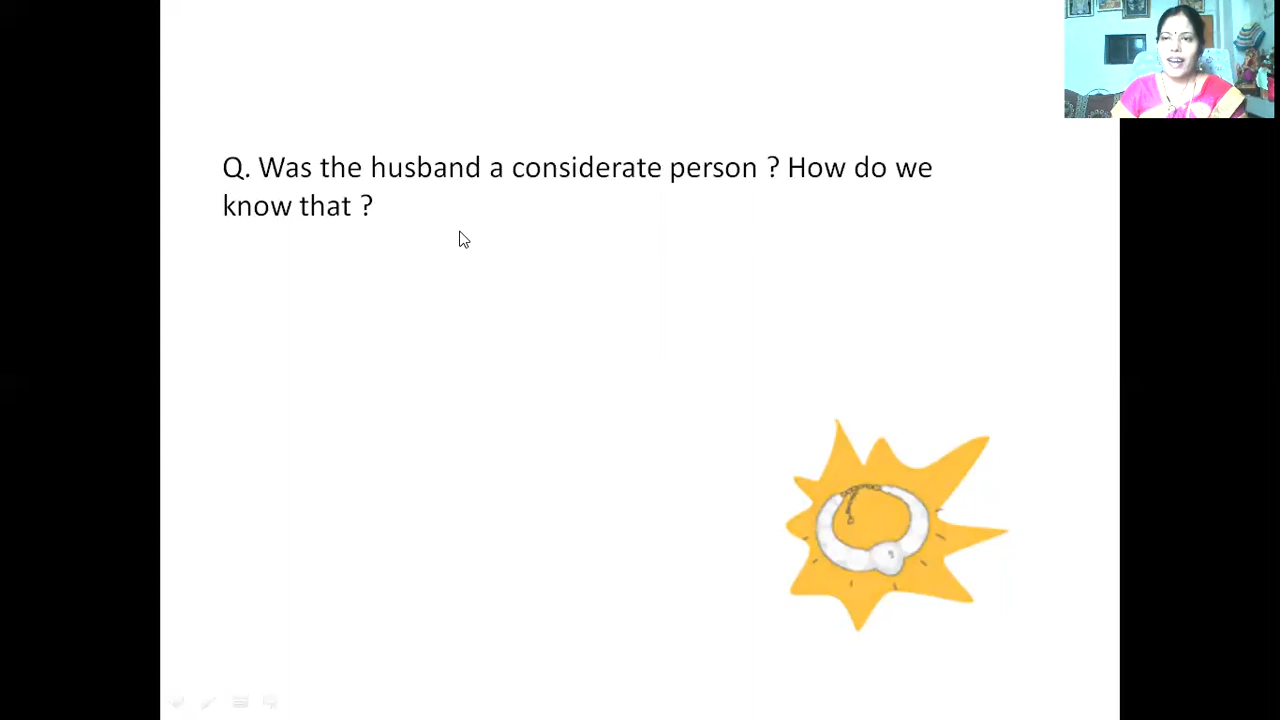 Q. Was the husband a considerate person ? How do we
know that ?